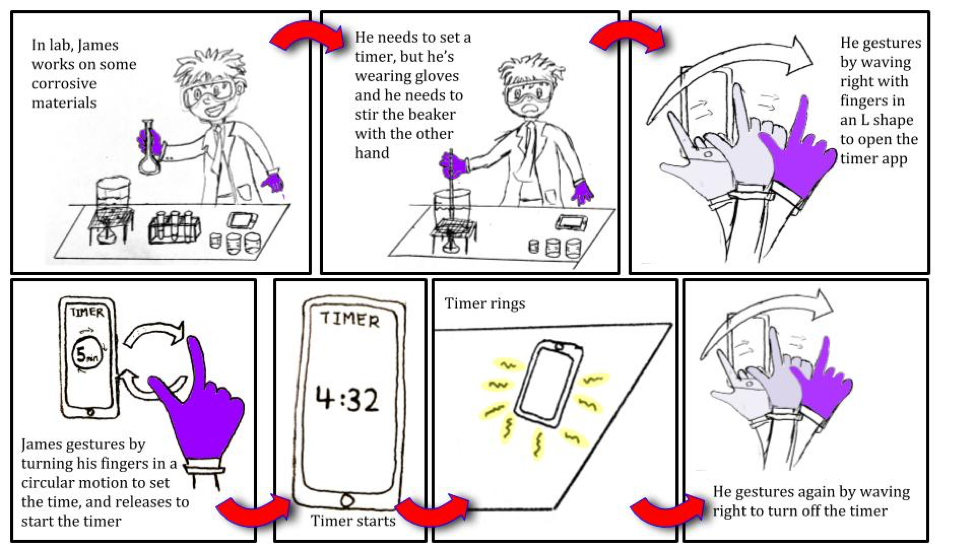 In lab, James
works on some
corrosive
materials
He needs to set a
timer, but he's
wearing gloves
and he needs to
stir the beaker
with the other
hand
He gestures
by waving
right with
fingers in
an L shape
to open the
timer app
TIMER
5 min
James gestures by
turning his fingers in a
circular motion to set
the time, and releases to
start the timer
TIMER
4:32
Timer starts
Timer rings
He gestures again by waving
right to turn off the timer